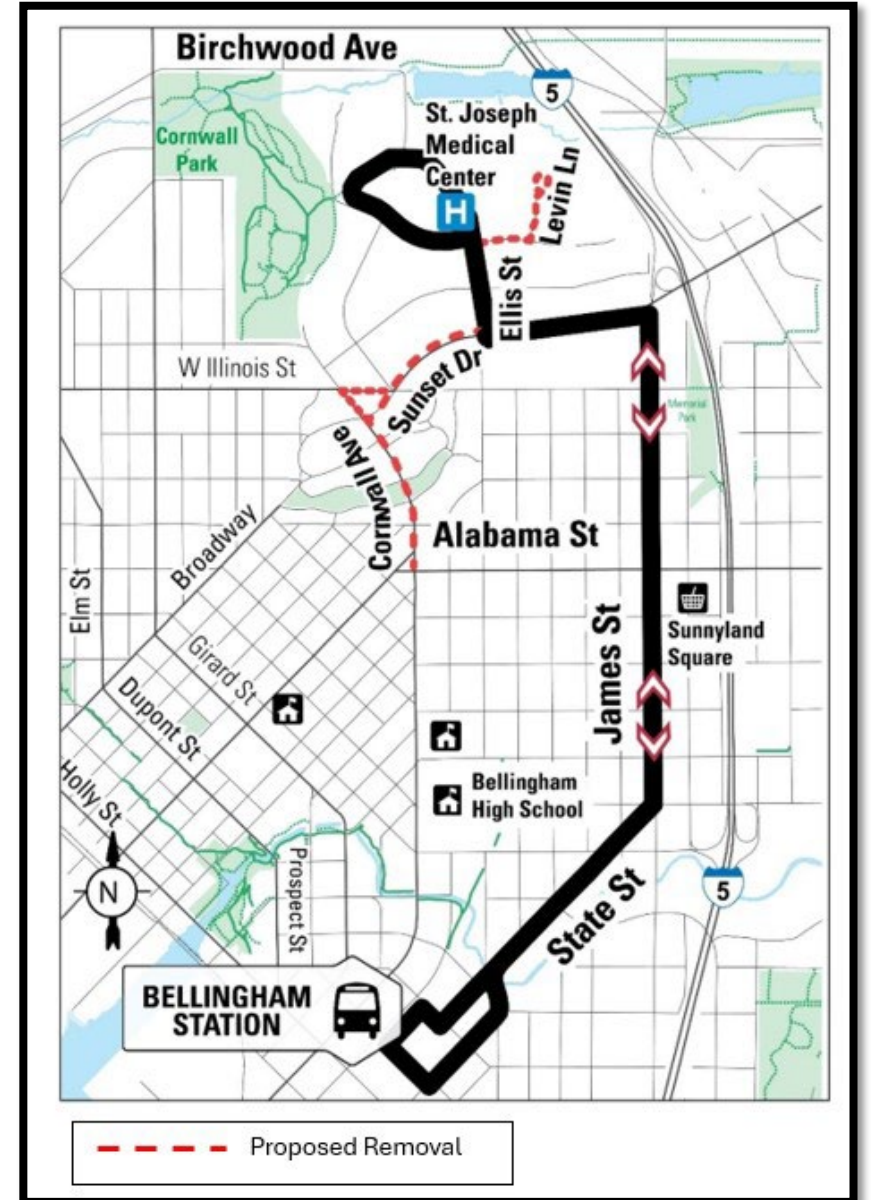 Birchwood Ave
5
St. Joseph
Medical
Center
Cornwall
Park
H
Levin Ln
Ellis St
W Illinois St
Sunset Dr
Memorial
Park
Cornwall Ave
Alabama St
Broadway
Elm St
James St
Sunnyland
Square
Girard St
Dupont St
Bellingham
High School
Holly St
N
Prospect St
5
State St
BELLINGHAM
STATION
Proposed Removal